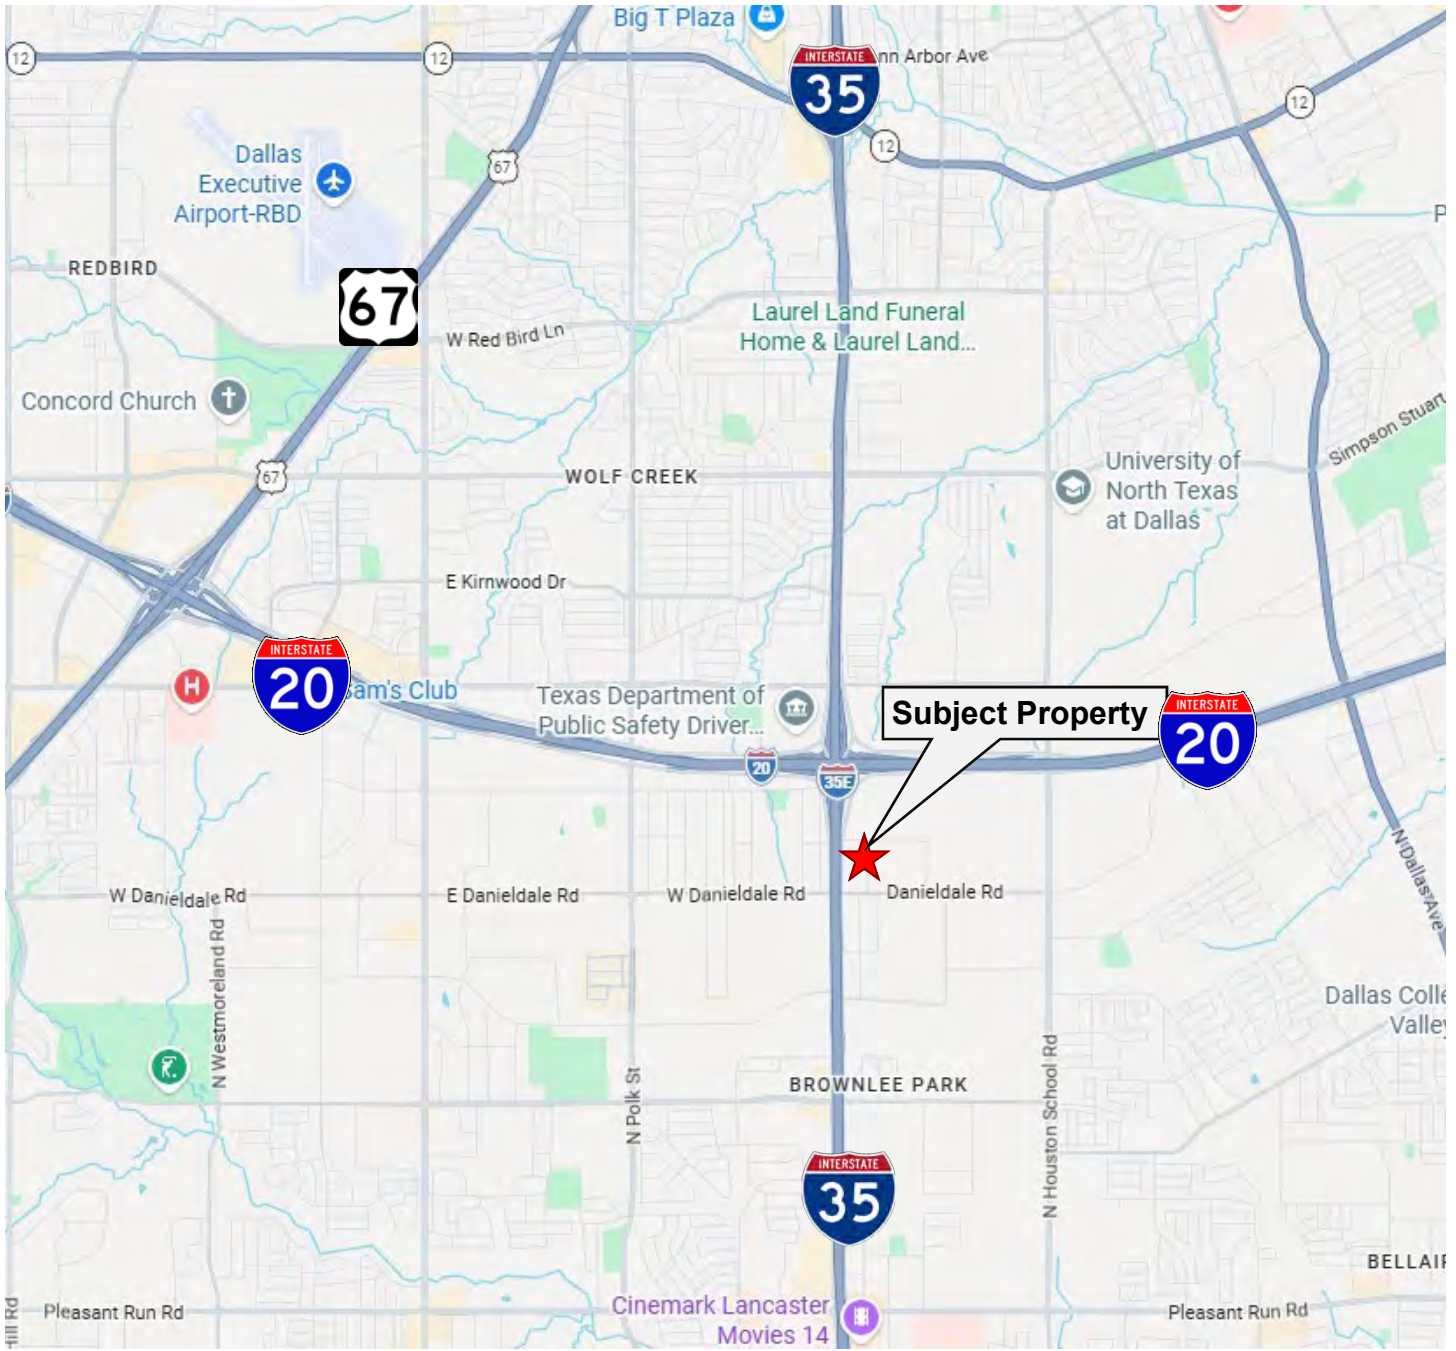 Big T Plaza
12
12
INTERSTATE
35
nn Arbor Ave
12
12
67
Dallas
Executive
Airport-RBD
P
REDBIRD
67
W Red Bird Ln
Laurel Land Funeral
Home & Laurel Land...
Concord Church
Simpson Stuart
67
WOLF CREEK
University of
North Texas
at Dallas
E Kirnwood Dr
INTERSTATE
20
H
Sam's Club
Texas Department of
Public Safety Driver...
Subject Property
INTERSTATE
20
20
35E
N Dallas Ave
W Danieldale Rd
E Danieldale Rd
W Danieldale Rd
Danieldale Rd
N Westmoreland Rd
Dallas Colle
Valley
N Polk St
BROWNLEE PARK
N Houston School Rd
INTERSTATE
35
BELLAIR
Hill Rd
Pleasant Run Rd
Cinemark Lancaster
Movies 14
Pleasant Run Rd